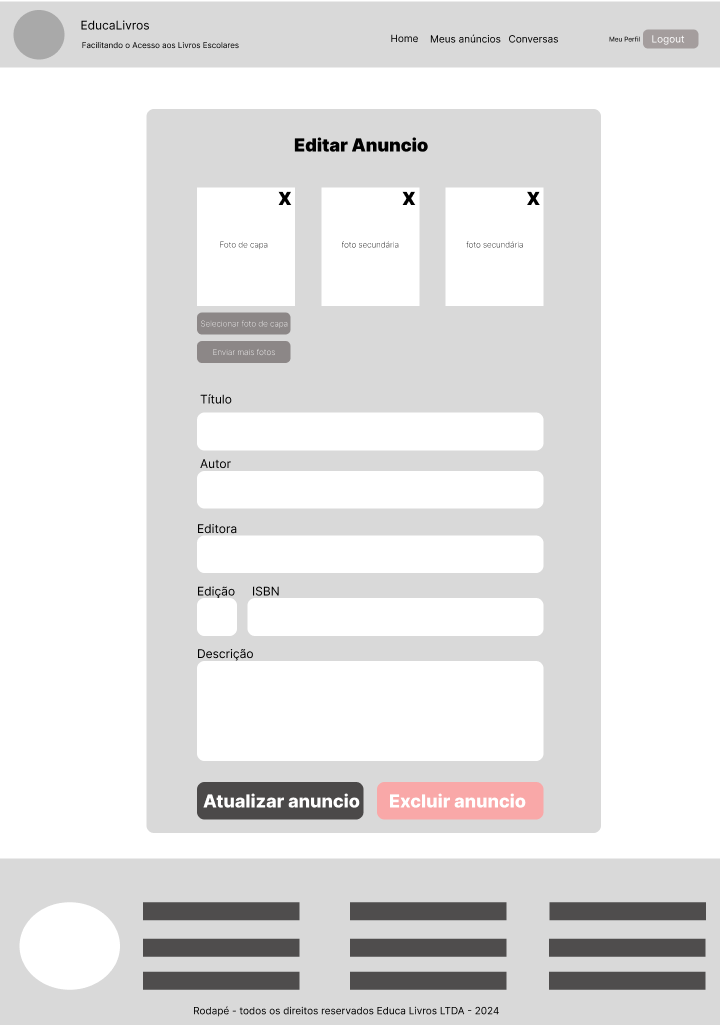 EducaLivros
Facilitando o Acesso aos Livros Escolares
Home Meus anúncios Conversas
Meu Perfil Logout
Editar Anuncio
X X X
Foto de capa foto secundária foto secundária
Selecionar foto de capa
Enviar mais fotos
Título
Autor
Editora
Edição ISBN
Descrição
Atualizar anuncio Excluir anuncio
Rodapé - todos os direitos reservados Educa Livros LTDA - 2024